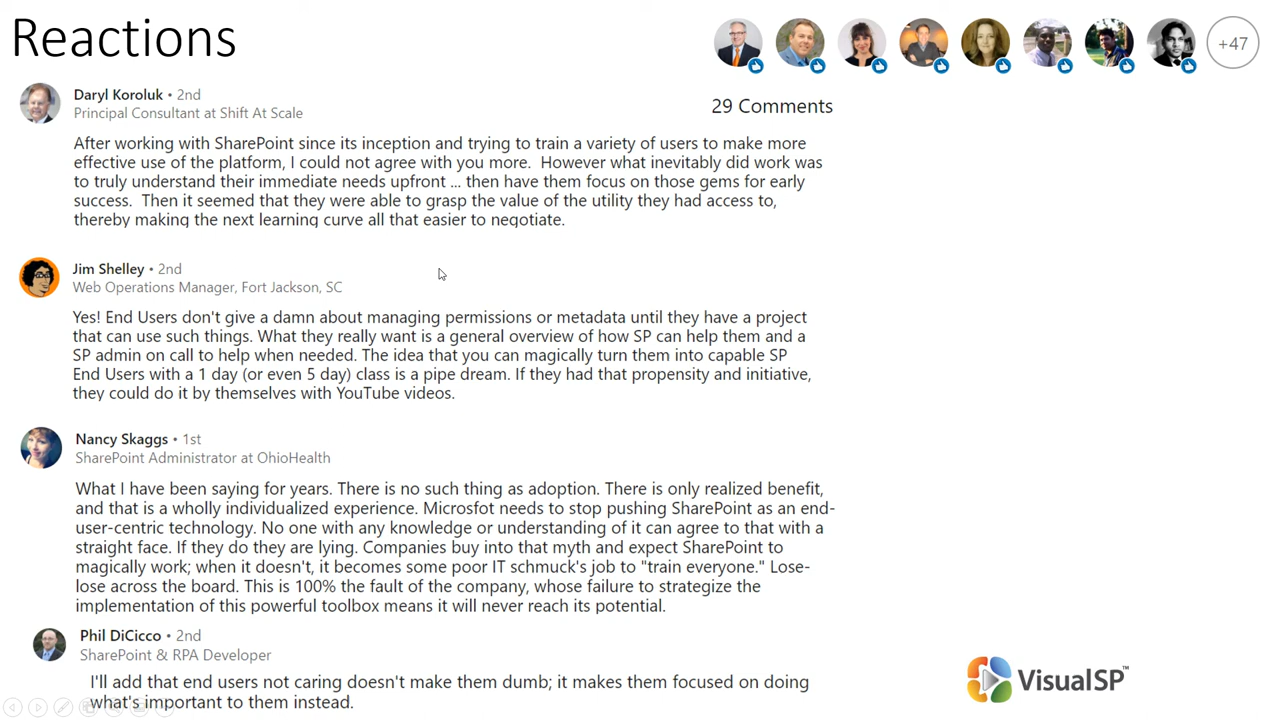 Reactions
+47
29 Comments
Daryl Koroluk • 2nd
Principal Consultant at Shift At Scale
After working with SharePoint since its inception and trying to train a variety of users to make more
effective use of the platform, I could not agree with you more.  However what inevitably did work was
to truly understand their immediate needs upfront ... then have them focus on those gems for early
success.  Then it seemed that they were able to grasp the value of the utility they had access to,
thereby making the next learning curve all that easier to negotiate.
Jim Shelley • 2nd
Web Operations Manager, Fort Jackson, SC
Yes! End Users don't give a damn about managing permissions or metadata until they have a project
that can use such things. What they really want is a general overview of how SP can help them and a
SP admin on call to help when needed. The idea that you can magically turn them into capable SP
End Users with a 1 day (or even 5 day) class is a pipe dream. If they had that propensity and initiative,
they could do it by themselves with YouTube videos.
Nancy Skaggs • 1st
SharePoint Administrator at OhioHealth
What I have been saying for years. There is no such thing as adoption. There is only realized benefit,
and that is a wholly individualized experience. Microsfot needs to stop pushing SharePoint as an end-
user-centric technology. No one with any knowledge or understanding of it can agree to that with a
straight face. If they do they are lying. Companies buy into that myth and expect SharePoint to
magically work; when it doesn't, it becomes some poor IT schmuck's job to "train everyone." Lose-
lose across the board. This is 100% the fault of the company, whose failure to strategize the
implementation of this powerful toolbox means it will never reach its potential.
Phil DiCicco • 2nd
SharePoint & RPA Developer
I'll add that end users not caring doesn't make them dumb; it makes them focused on doing
what's important to them instead.
VisualSP™